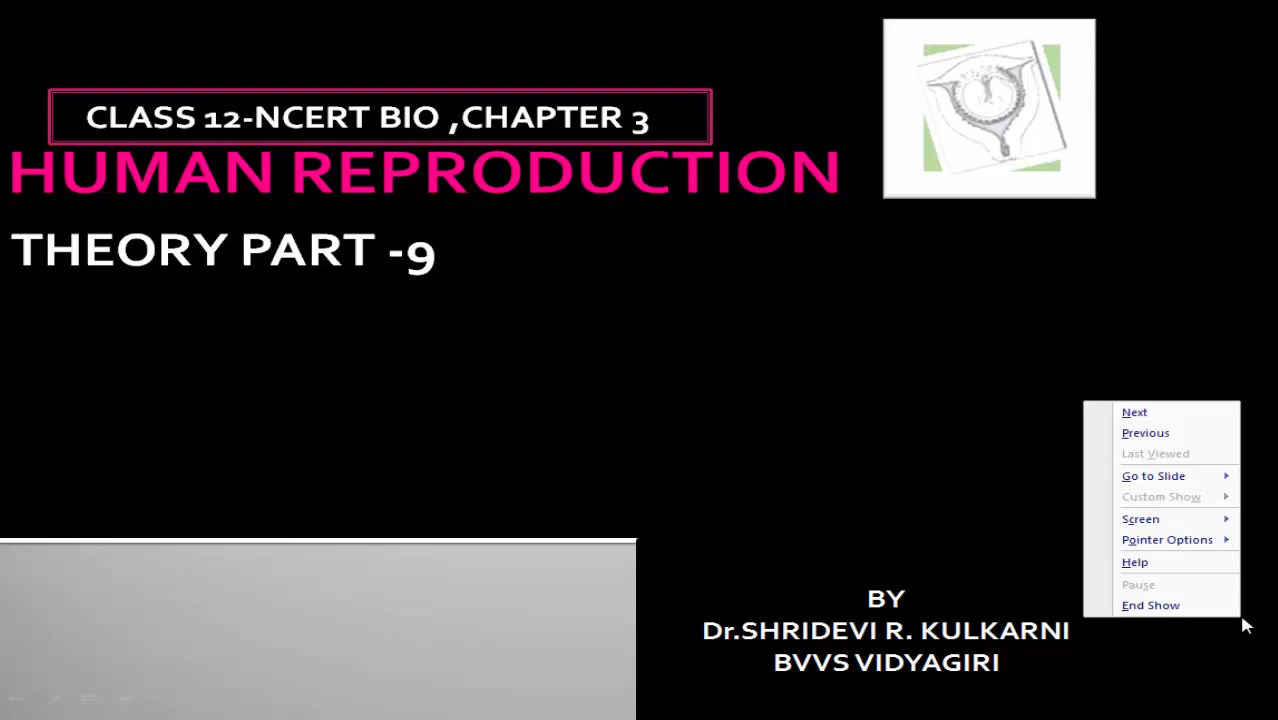 CLASS 12-NCERT BIO ,CHAPTER 3
HUMAN REPRODUCTION
THEORY PART -9
Next
Previous
Last Viewed
Go to Slide
Custom Show
Screen
Pointer Options
Help
Pause
End Show
BY
Dr.SHRIDEVI R. KULKARNI
BVVS VIDYAGIRI